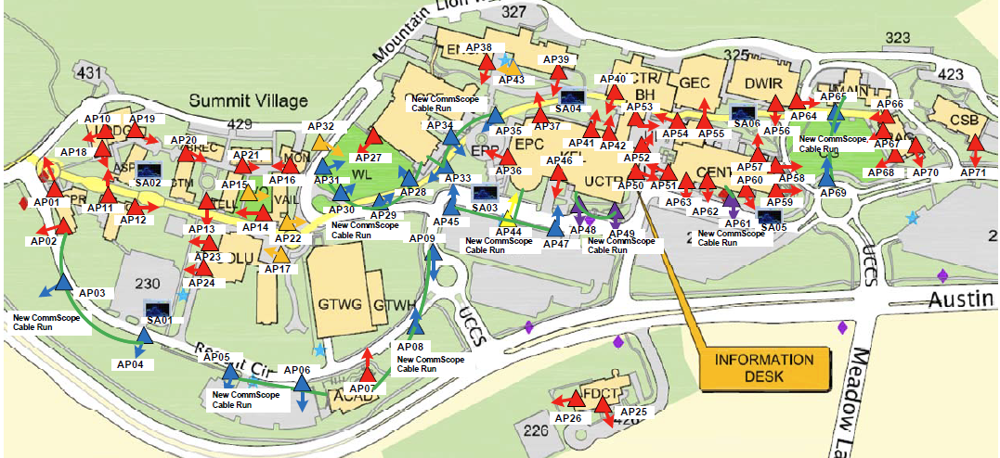 Mountain Lion
327
323
431
325
423
Summit Village
429
AP38
AP39
AP43
AP40
CTR/
BH
GEC
DWIR
AP65
New CommScope
Cable Run
SA04
AP53
SA06
AP64
AP66
CSB
AP10
AP19
AP32
AP34
AP35
AP37
AP41
AP42
AP54
AP55
AP56
New CommScope
Cable Run
AP67
AP18
AP20
AP21
AP27
EPC
AP52
AP57
AP68
AP70
AP71
SA02
AP15
AP16
MON
AP31
WL
AP28
AP33
AP36
AP46
UCTR
CENT
AP60
AP58
AP01
AP11
AP12
AP13
AP14
VAIL
AP30
AP29
SA03
AP50
AP51
AP63
AP62
AP59
AP69
AP02
AP22
New CommScope
Cable Run
AP45
AP44
AP47
AP48
AP49
AP61
SA05
New CommScope
Cable Run
New CommScope
Cable Run
New CommScope
Cable Run
AP23
AP24
AP17
AP09
AP03
230
GTWG
GTWH
UCCS
UCCS
Austin
New CommScope
Cable Run
SA01
AP04
AP05
AP06
AP07
AP08
New CommScope
Cable Run
New CommScope
Cable Run
INFORMATION
DESK
Meadow La
AP26
AP25
226